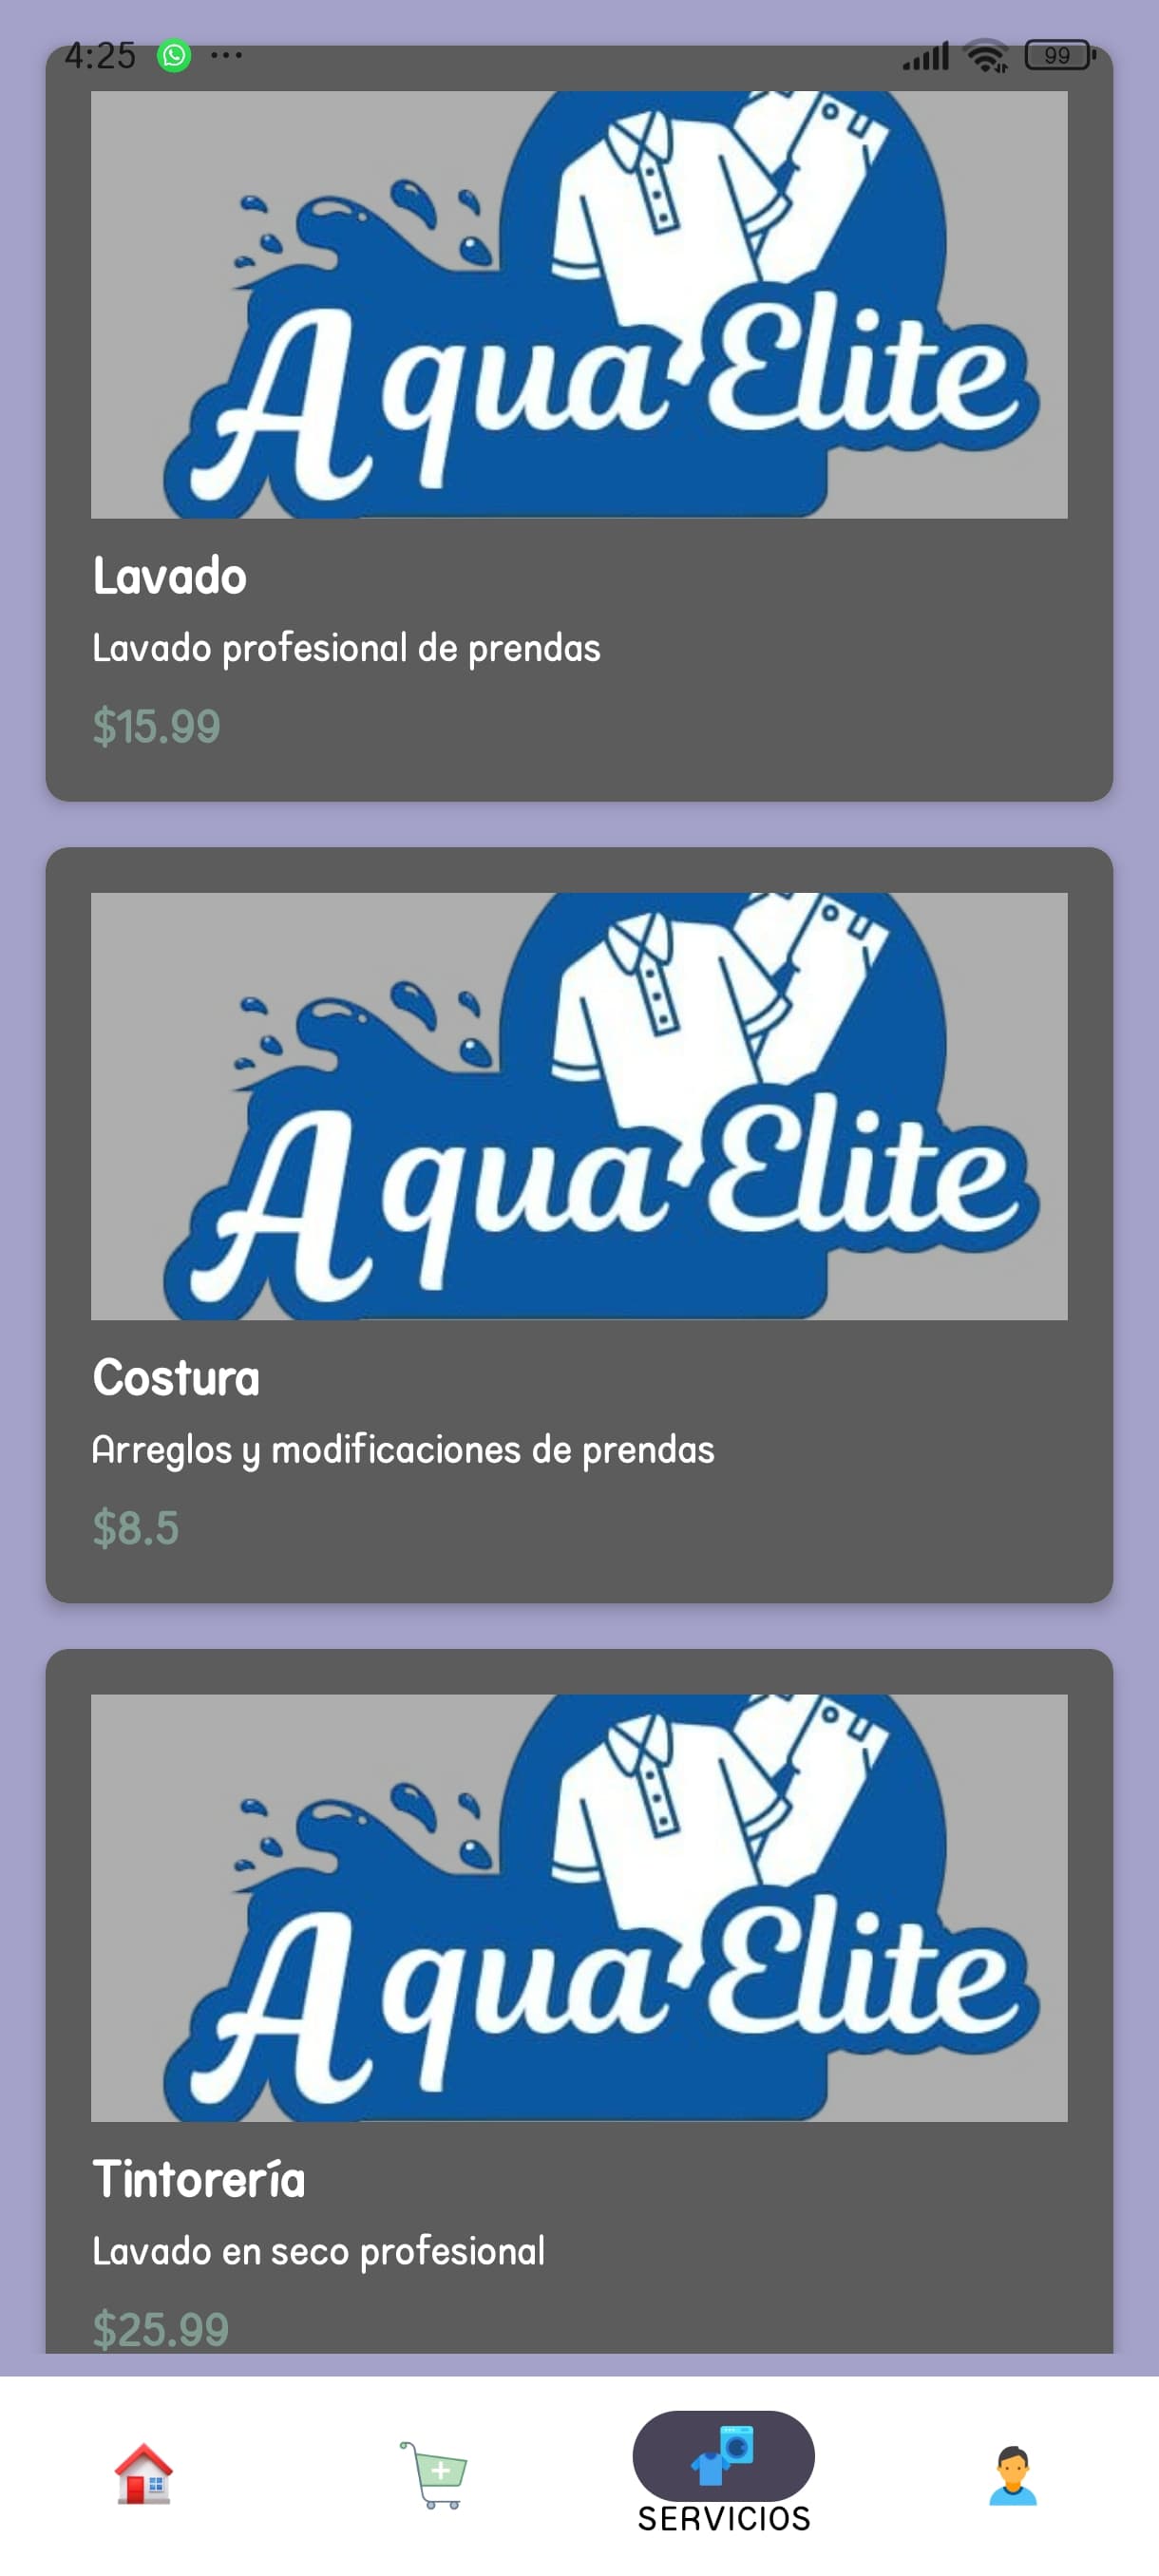 4:25
99
Aqua Elite
Lavado
Lavado profesional de prendas
$15.99
Aqua Elite
Costura
Arreglos y modificaciones de prendas
$8.5
Aqua Elite
Tintorería
Lavado en seco profesional
$25.99
SERVICIOS